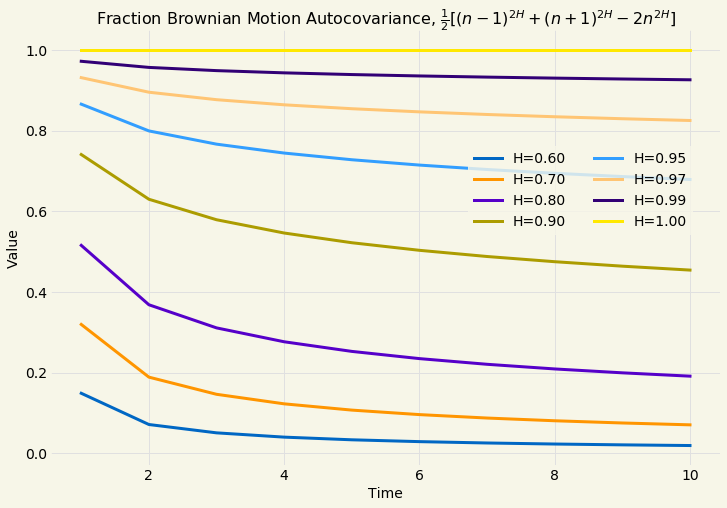 Fraction Brownian Motion Autocovariance, $\frac{1}{2}[(n-1)^{2H}+(n+1)^{2H}-2n^{2H}]$
1.0
0.8
0.6
0.4
0.2
0.0
Value
H=0.60
H=0.70
H=0.80
H=0.90
H=0.95
H=0.97
H=0.99
H=1.00
2 4 6 8 10
Time